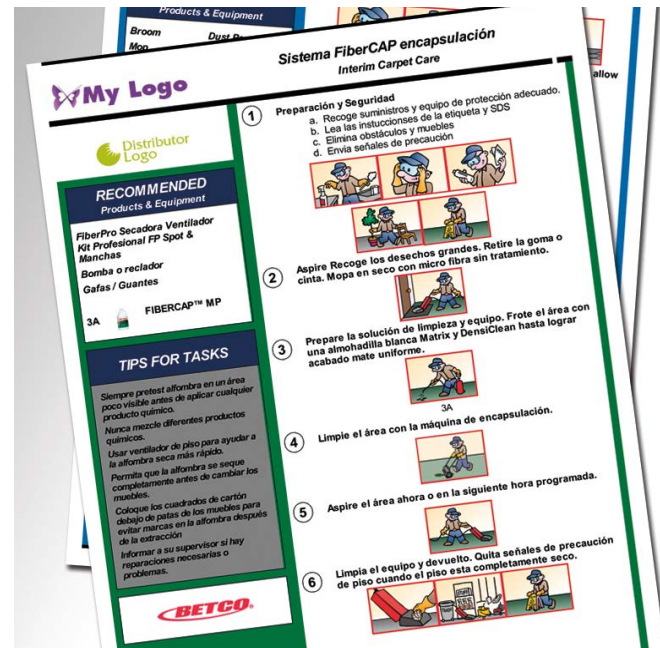 Products & Equipment
Broom
Mop
allow
My Logo
Distributor
Logo
Sistema FiberCAP encapsulación
Interim Carpet Care
RECOMMENDED
Products & Equipment
FiberPro Secadora Ventilador
Kit Profesional FP Spot &
Manchas
Bomba o reclador
Gafas / Guantes
3A
FIBERCAP™ MP
TIPS FOR TASKS
Siempre pretest alfombra en un área
poco visible antes de aplicar cualquier
producto químico.
Nunca mezcle diferentes productos
químicos.
Usar ventilador de piso para ayudar a
la alfombra seca más rápido.
Permita que la alfombra se seque
completamente antes de cambiar los
muebles.
Coloque los cuadrados de cartón
debajo de patas de los muebles para
evitar marcas en la alfombra después
de la extracción
Informar a su supervisor si hay
reparaciones necesarias o
problemas.
BETCO.
1
Preparación y Seguridad
a. Recoge suministros y equipo de protección adecuado.
b. Lea las instuccionses de la etiqueta y SDS
c. Elimina obstáculos y muebles
d. Envia señales de precaución
2
Aspire Recoge los desechos grandes. Retire la goma o
cinta. Mopa en seco con micro fibra sin tratamiento.
3
Prepare la solución de limpieza y equipo. Frote el área con
una almohadilla blanca Matrix y DensiClean hasta lograr
acabado mate uniforme.
3A
4
Limpie el área con la máquina de encapsulación.
5
Aspire el área ahora o en la siguiente hora programada.
6
Limpia el equipo y devuelto. Quita señales de precaución
de piso cuando el piso esta completamente seco.